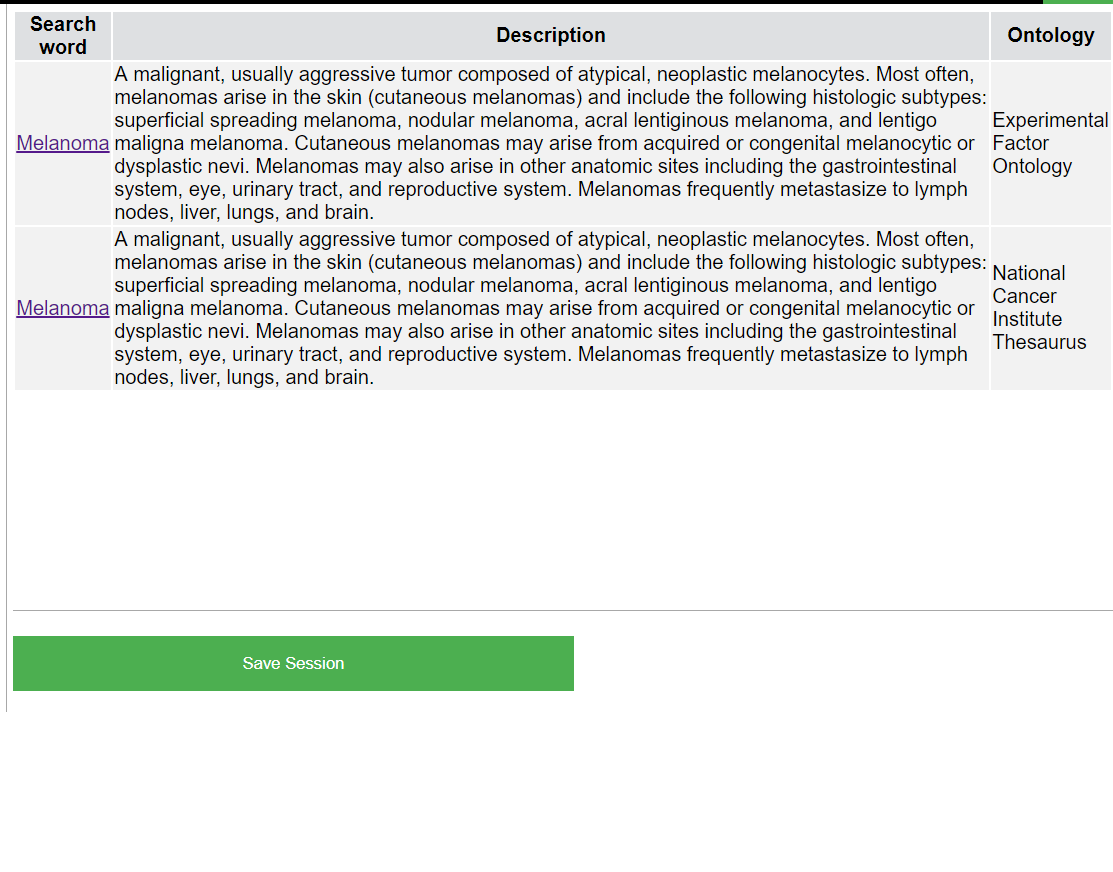 Search word
Description
Ontology
Melanoma
A malignant, usually aggressive tumor composed of atypical, neoplastic melanocytes. Most often,
melanomas arise in the skin (cutaneous melanomas) and include the following histologic subtypes:
superficial spreading melanoma, nodular melanoma, acral lentiginous melanoma, and lentigo
maligna melanoma. Cutaneous melanomas may arise from acquired or congenital melanocytic or
dysplastic nevi. Melanomas may also arise in other anatomic sites including the gastrointestinal
system, eye, urinary tract, and reproductive system. Melanomas frequently metastasize to lymph
nodes, liver, lungs, and brain.
Experimental
Factor
Ontology
Melanoma
A malignant, usually aggressive tumor composed of atypical, neoplastic melanocytes. Most often,
melanomas arise in the skin (cutaneous melanomas) and include the following histologic subtypes:
superficial spreading melanoma, nodular melanoma, acral lentiginous melanoma, and lentigo
maligna melanoma. Cutaneous melanomas may arise from acquired or congenital melanocytic or
dysplastic nevi. Melanomas may also arise in other anatomic sites including the gastrointestinal
system, eye, urinary tract, and reproductive system. Melanomas frequently metastasize to lymph
nodes, liver, lungs, and brain.
National
Cancer
Institute
Thesaurus
Save Session